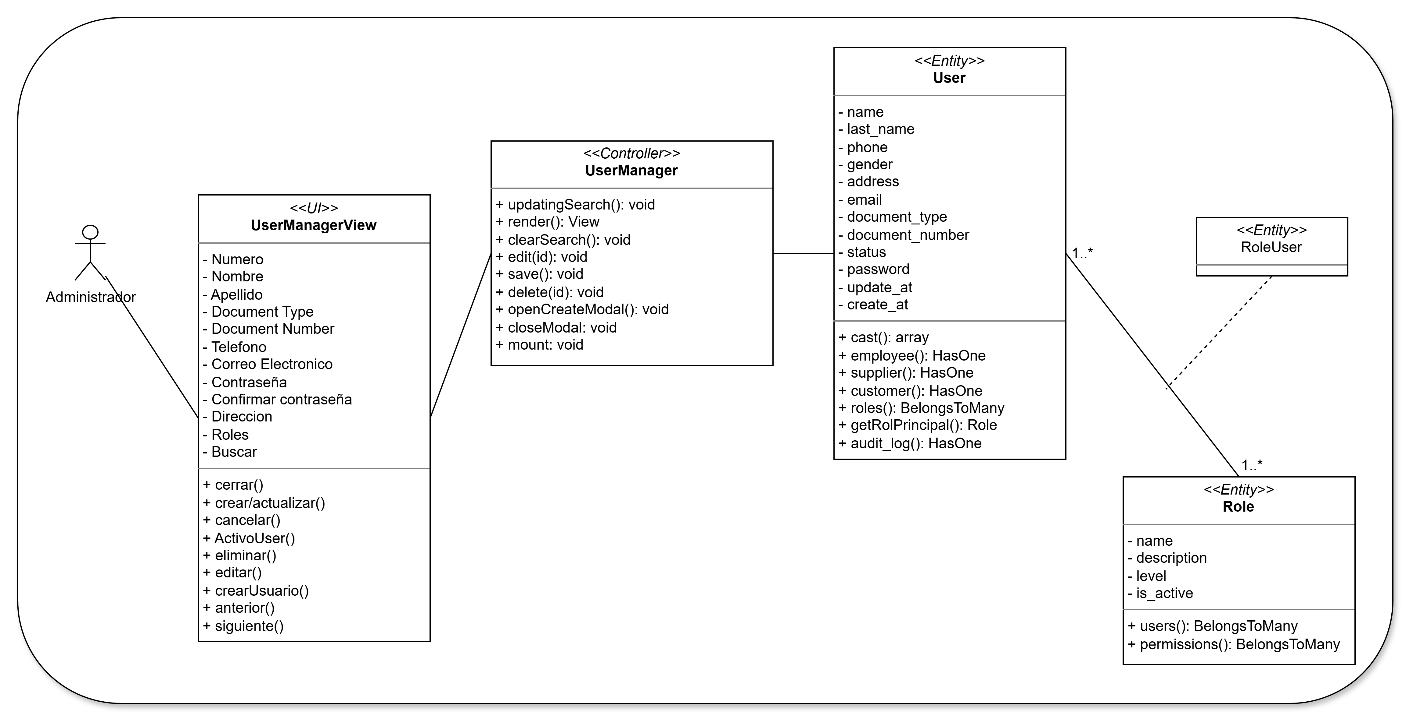 Administrador
<<UI>>
UserManagerView
- Numero
- Nombre
- Apellido
- Document Type
- Document Number
- Telefono
- Correo Electronico
- Contraseña
- Confirmar contraseña
- Direccion
- Roles
- Buscar
+ cerrar()
+ crear/actualizar()
+ cancelar()
+ ActivoUser()
+ eliminar()
+ editar()
+ crearUsuario()
+ anterior()
+ siguiente()
<<Controller>>
UserManager
+ updatingSearch(): void
+ render(): View
+ clearSearch(): void
+ edit(id): void
+ save(): void
+ delete(id): void
+ openCreateModal(): void
+ closeModal: void
+ mount: void
<<Entity>>
User
- name
- last_name
- phone
- gender
- address
- email
- document_type
- document_number
- status
- password
- update_at
- create_at
+ cast(): array
+ employee(): HasOne
+ supplier(): HasOne
+ customer(): HasOne
+ roles(): BelongsToMany
+ getRolPrincipal(): Role
+ audit_log(): HasOne
1..*
<<Entity>>
RoleUser
1..*
<<Entity>>
Role
- name
- description
- level
- is_active
+ users(): BelongsToMany
+ permissions(): BelongsToMany